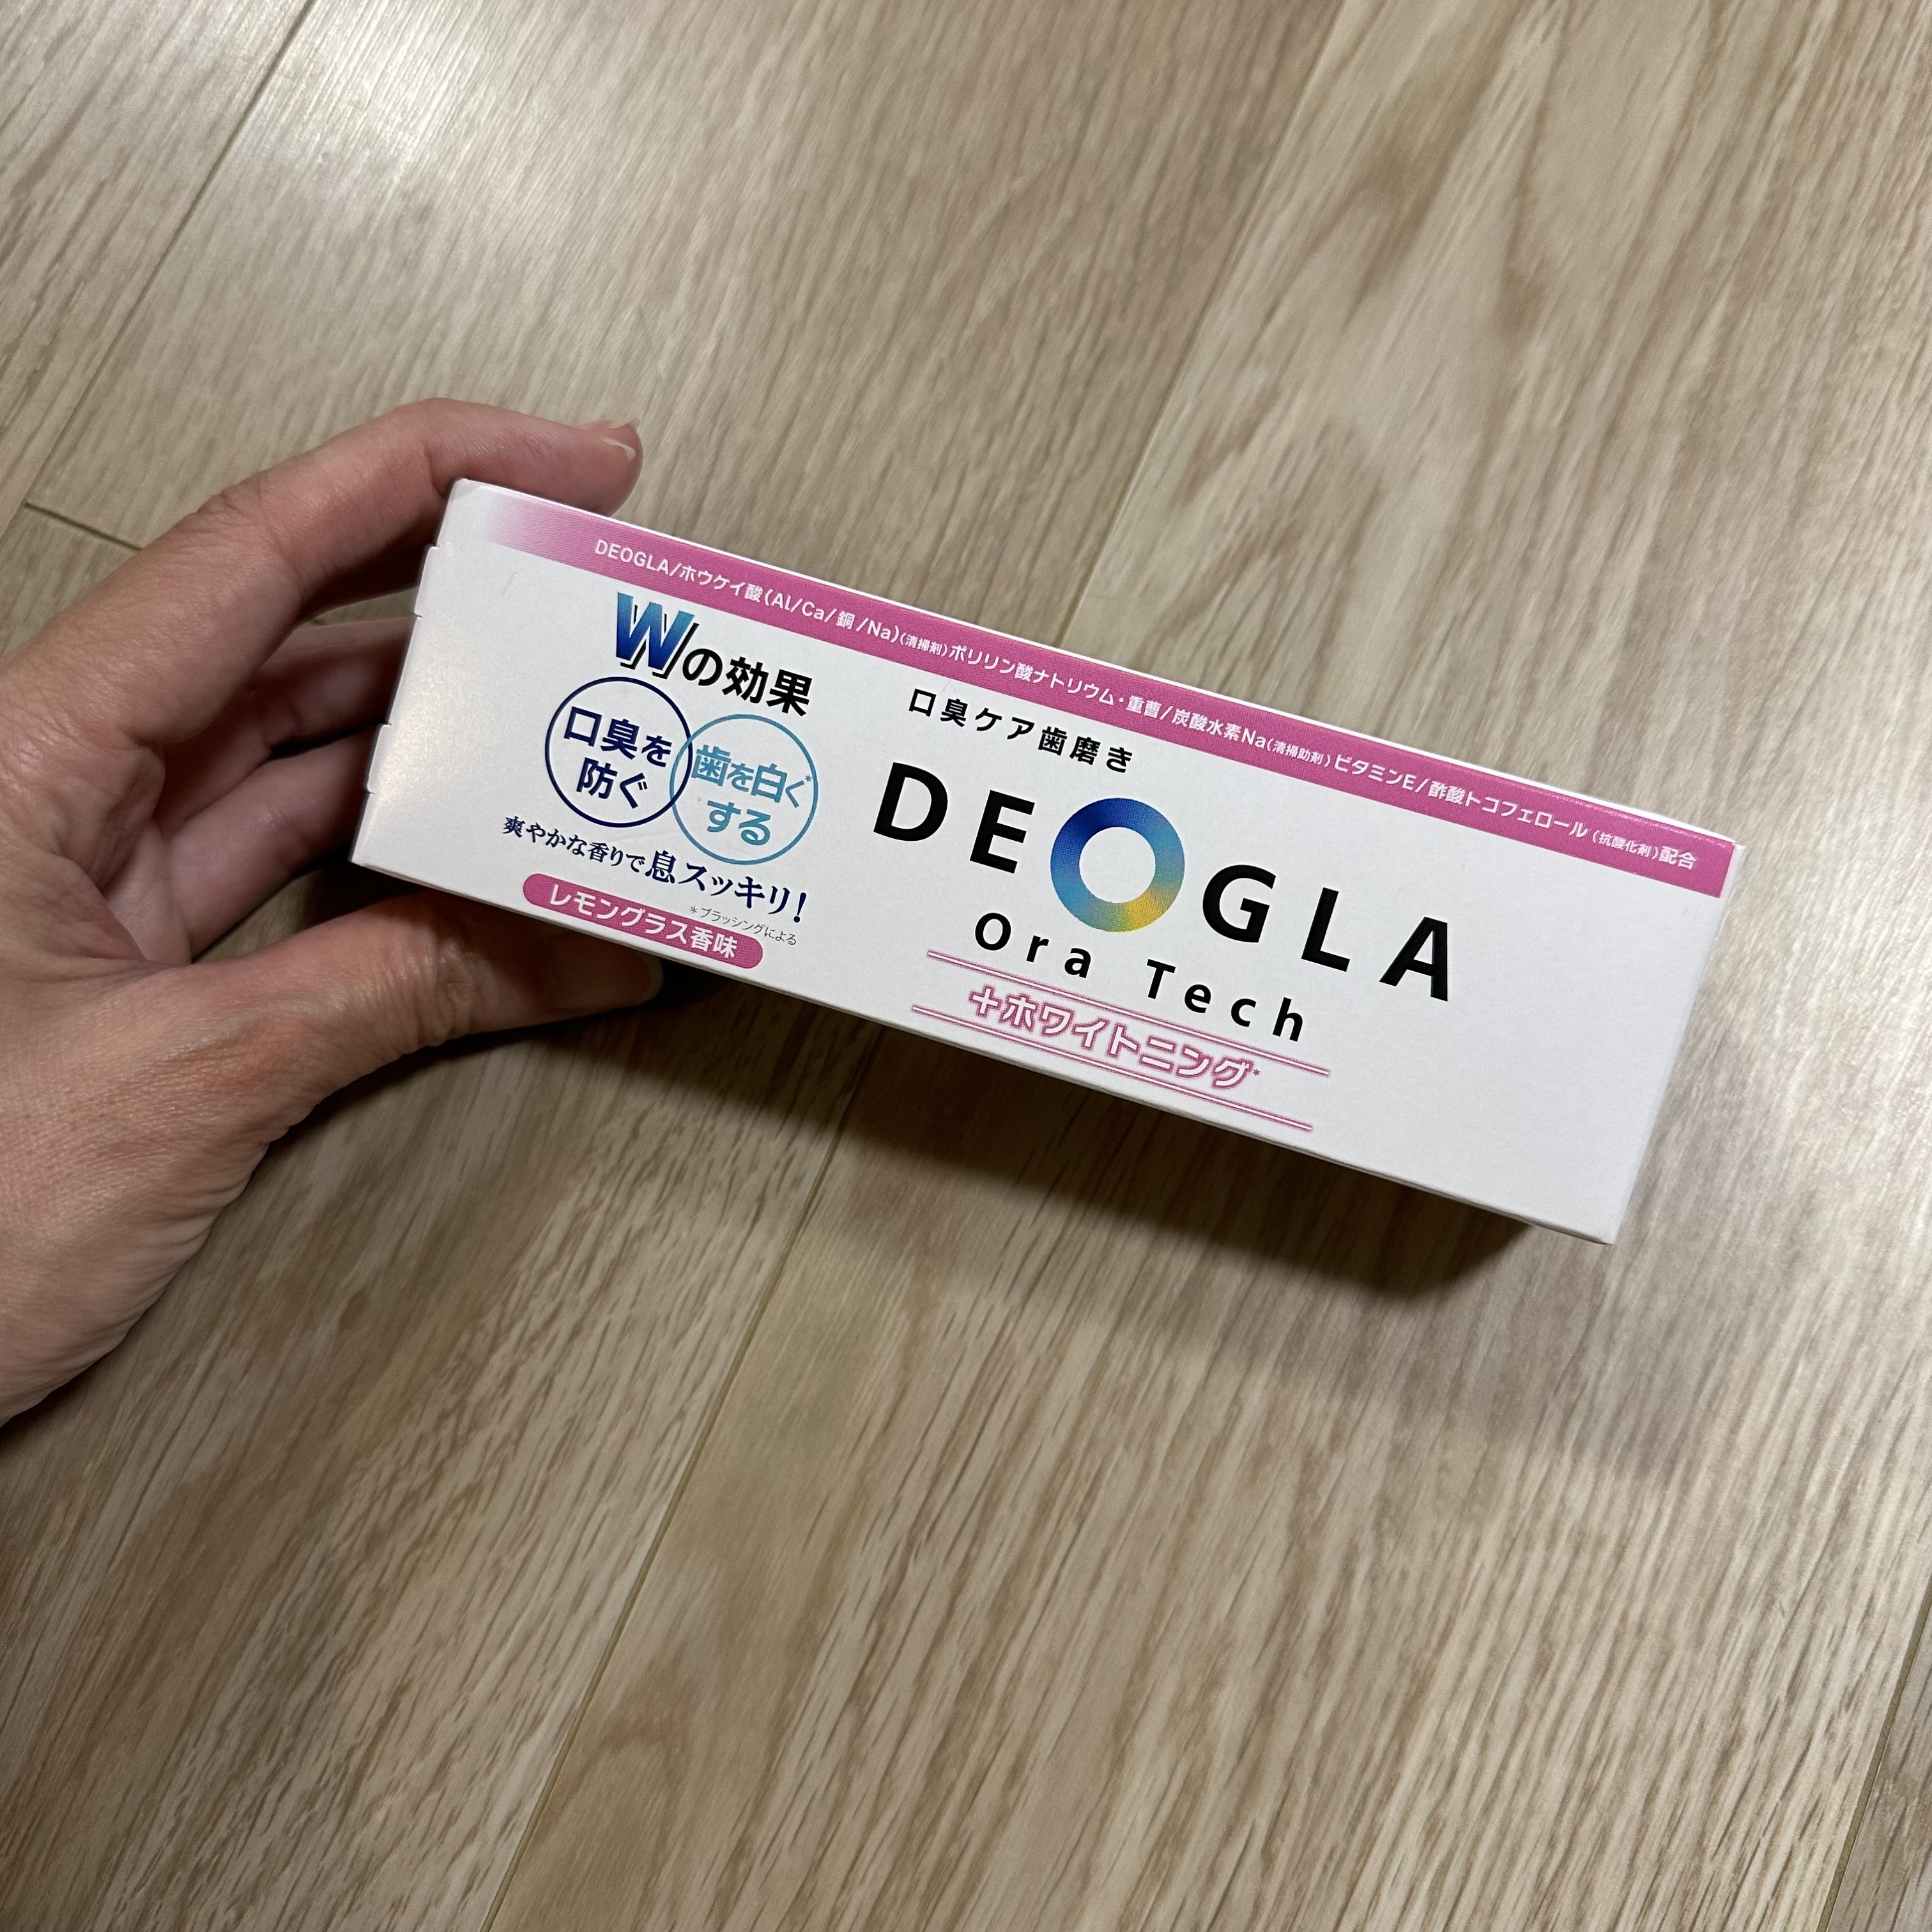 DEOGLA/ホウケイ酸(Al/Ca/銅/Na)(清掃剤)ポリリン酸ナトリウム・重曹/炭酸水素Na(清掃助剤)ビタミンE/酢酸トコフェロール(抗酸化剤)配合
Wの効果
口臭を
防ぐ
歯を白く*
する
爽やかな香りで息スッキリ!
*ブラッシングによる
レモングラス香味
口臭ケア歯磨き
DEOGLA
Ora Tech
+ホワイトニング*